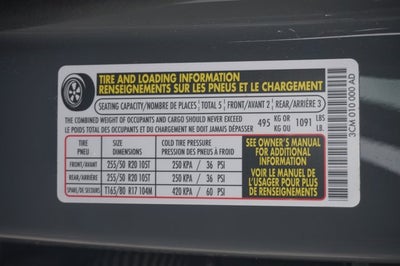 TIRE AND LOADING INFORMATION
RENSEIGNEMENTS SUR LES PNEUS ET LE CHARGEMENT
SEATING CAPACITY/NOMBRE DE PLACES TOTAL 5 FRONT/AVANT 2 REAR/ARRIÈRE 3
THE COMBINED WEIGHT OF OCCUPANTS AND CARGO SHOULD NEVER EXCEED 495 KG OR 1091 LBS.
LE POIDS TOTAL DES OCCUPANTS ET DU CHARGEMENT NE DOIT JAMAIS DÉPASSER KG OU LB.
TIRE SIZE COLD TIRE PRESSURE
PNEU DIMENSIONS PRESSION DES PNEUS À FROID
FRONT/AVANT 255/50 R20 105T 250 KPA / 36 PSI
REAR/ARRIÈRE 255/50 R20 105T 250 KPA / 36 PSI
SPARE/DE SECOURS T165/80 R17 104M 420 KPA / 60 PSI
SEE OWNER'S MANUAL
FOR ADDITIONAL
INFORMATION
VOIR LE MANUEL DE
L'USAGER POUR PLUS
DE RENSEIGNEMENTS
3CM 010 000 AD